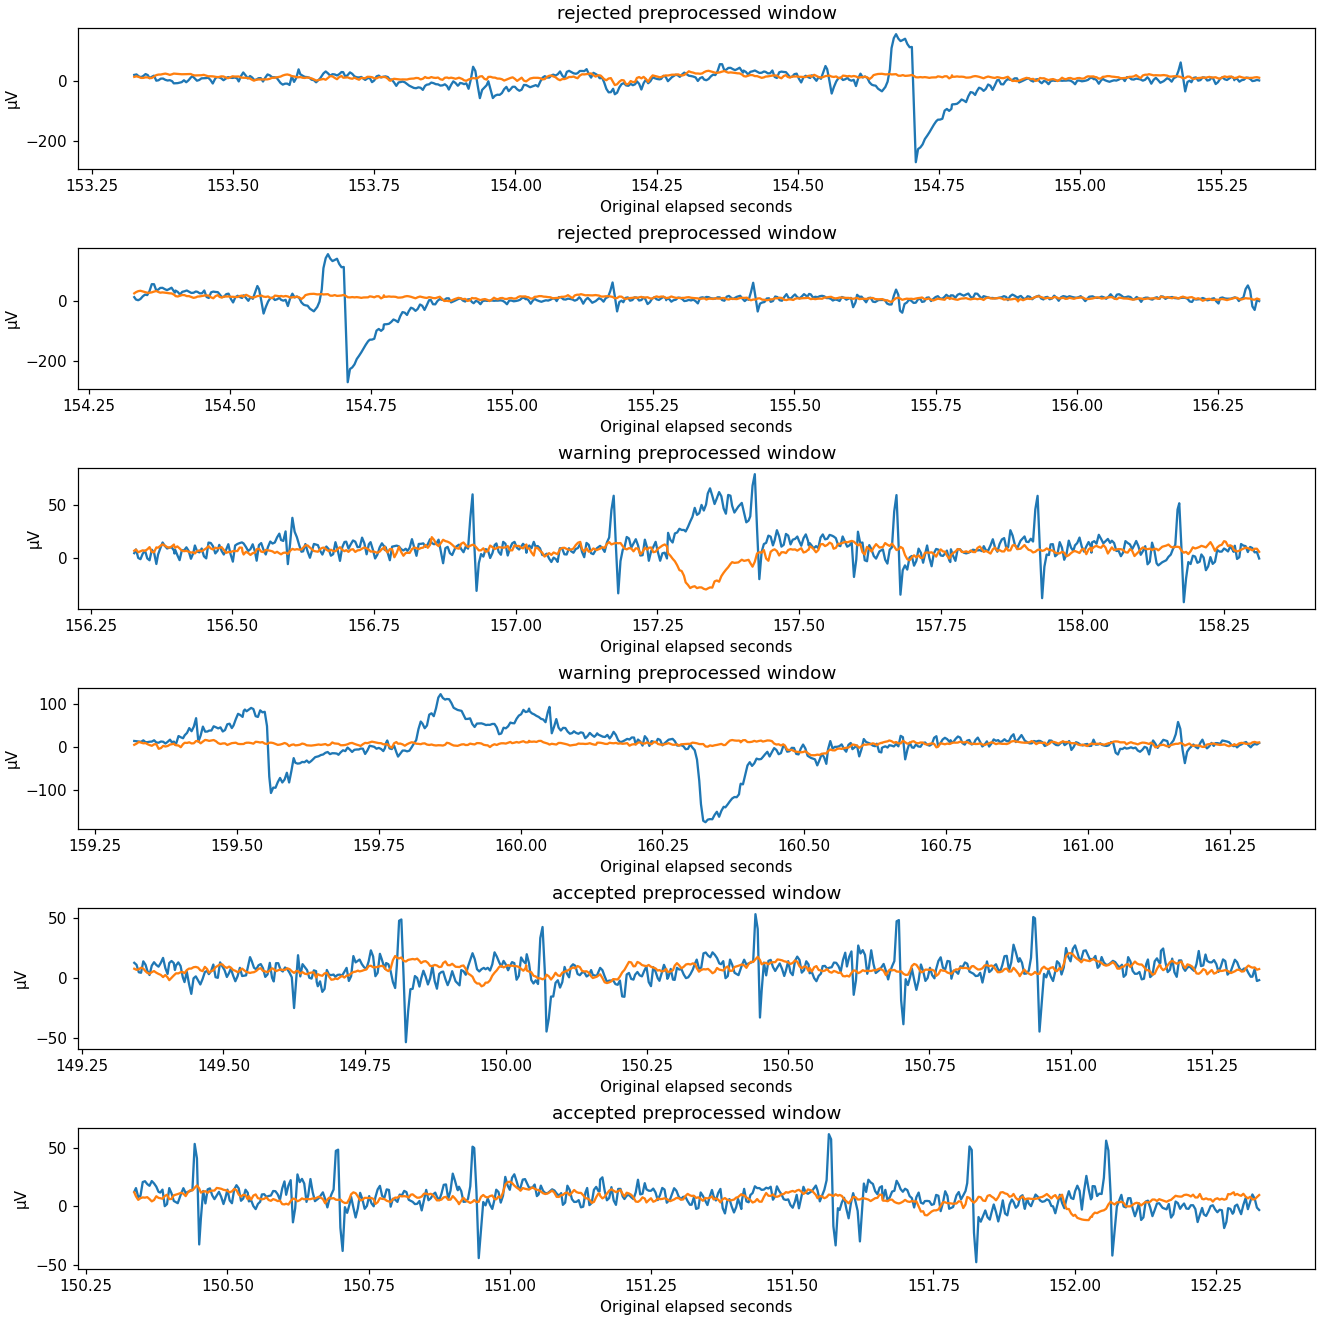 rejected preprocessed window
µV
0
−200
153.25 153.50 153.75 154.00 154.25 154.50 154.75 155.00 155.25
Original elapsed seconds
rejected preprocessed window
µV
0
−200
154.25 154.50 154.75 155.00 155.25 155.50 155.75 156.00 156.25
Original elapsed seconds
warning preprocessed window
µV
50
0
156.25 156.50 156.75 157.00 157.25 157.50 157.75 158.00 158.25
Original elapsed seconds
warning preprocessed window
µV
100
0
−100
159.25 159.50 159.75 160.00 160.25 160.50 160.75 161.00 161.25
Original elapsed seconds
accepted preprocessed window
µV
50
0
−50
149.25 149.50 149.75 150.00 150.25 150.50 150.75 151.00 151.25
Original elapsed seconds
accepted preprocessed window
µV
50
0
−50
150.25 150.50 150.75 151.00 151.25 151.50 151.75 152.00 152.25
Original elapsed seconds